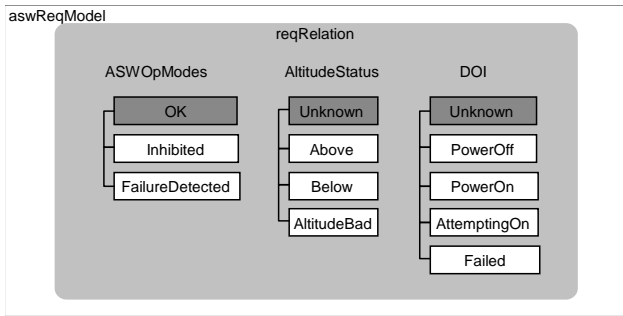 aswReqModel
reqRelation
ASWOpModes
AltitudeStatus
DOI
OK
Unknown
Unknown
Inhibited
Above
PowerOff
FailureDetected
Below
PowerOn
AltitudeBad
AttemptingOn
Failed